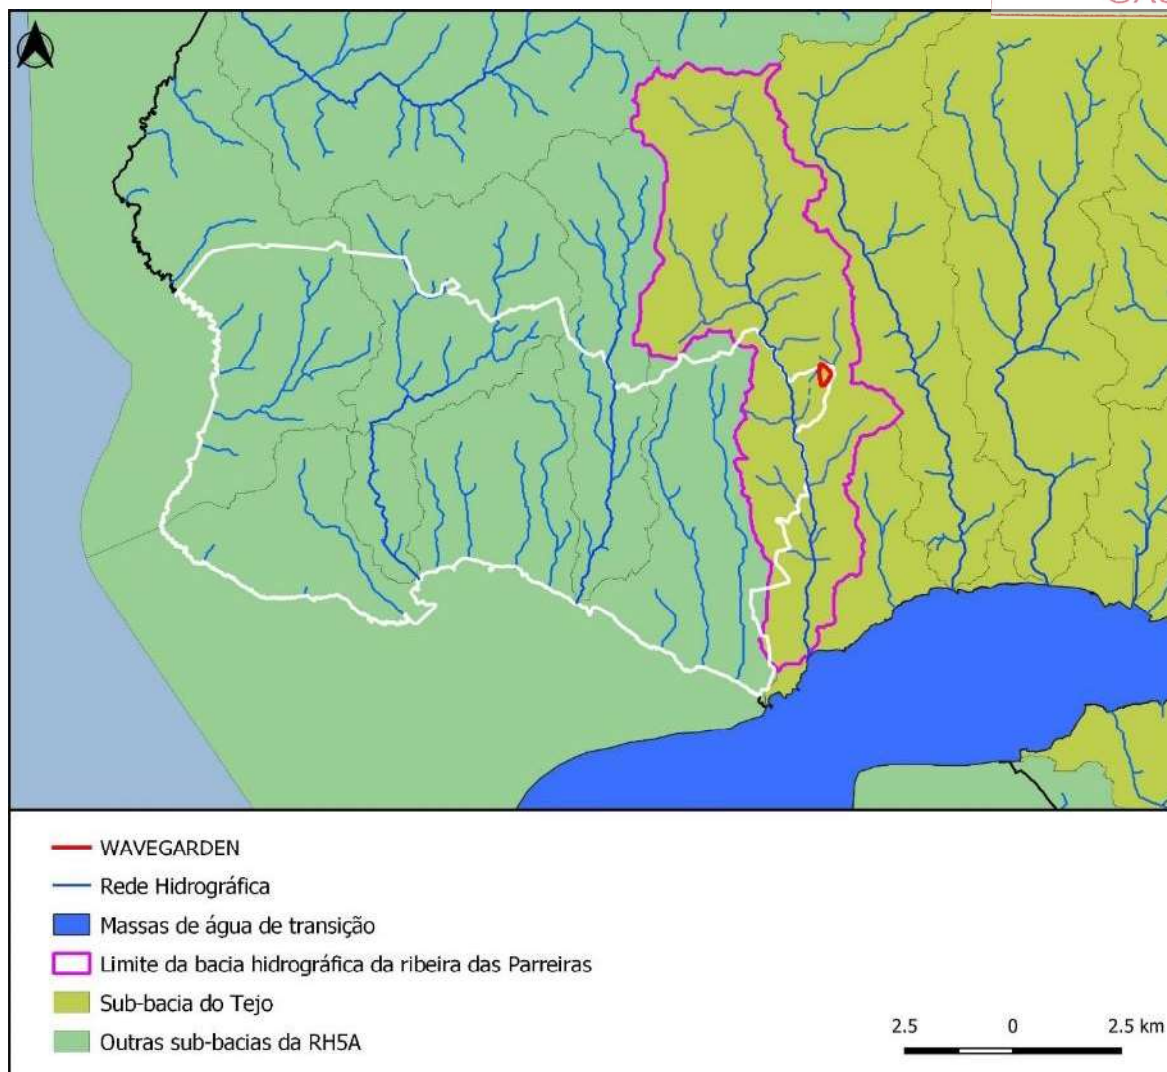 WAVEGARDEN
Rede Hidrográfica
Massas de água de transição
Limite da bacia hidrográfica da ribeira das Parreiras
Sub-bacia do Tejo
Outras sub-bacias da RH5A
2.5 0 2.5 km